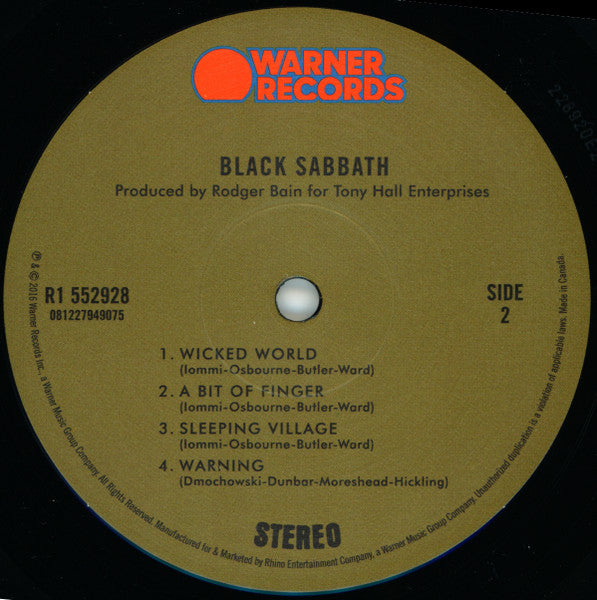 WARNER
RECORDS
BLACK SABBATH
Produced by Rodger Bain for Tony Hall Enterprises
R1 552928
081227949075
SIDE
2
1. WICKED WORLD
(Iommi-Osbourne-Butler-Ward)
2. A BIT OF FINGER
(Iommi-Osbourne-Butler-Ward)
3. SLEEPING VILLAGE
(Iommi-Osbourne-Butler-Ward)
4. WARNING
(Dmochowski-Dunbar-Moreshead-Hickling)
STEREO
℗ & © 2016 Warner Records Inc., a Warner Music Group Company. All Rights Reserved. Manufactured for & Marketed by Rhino Entertainment Company, a Warner Music Group Company. Unauthorized duplication is a violation of applicable laws. Made in Canada.